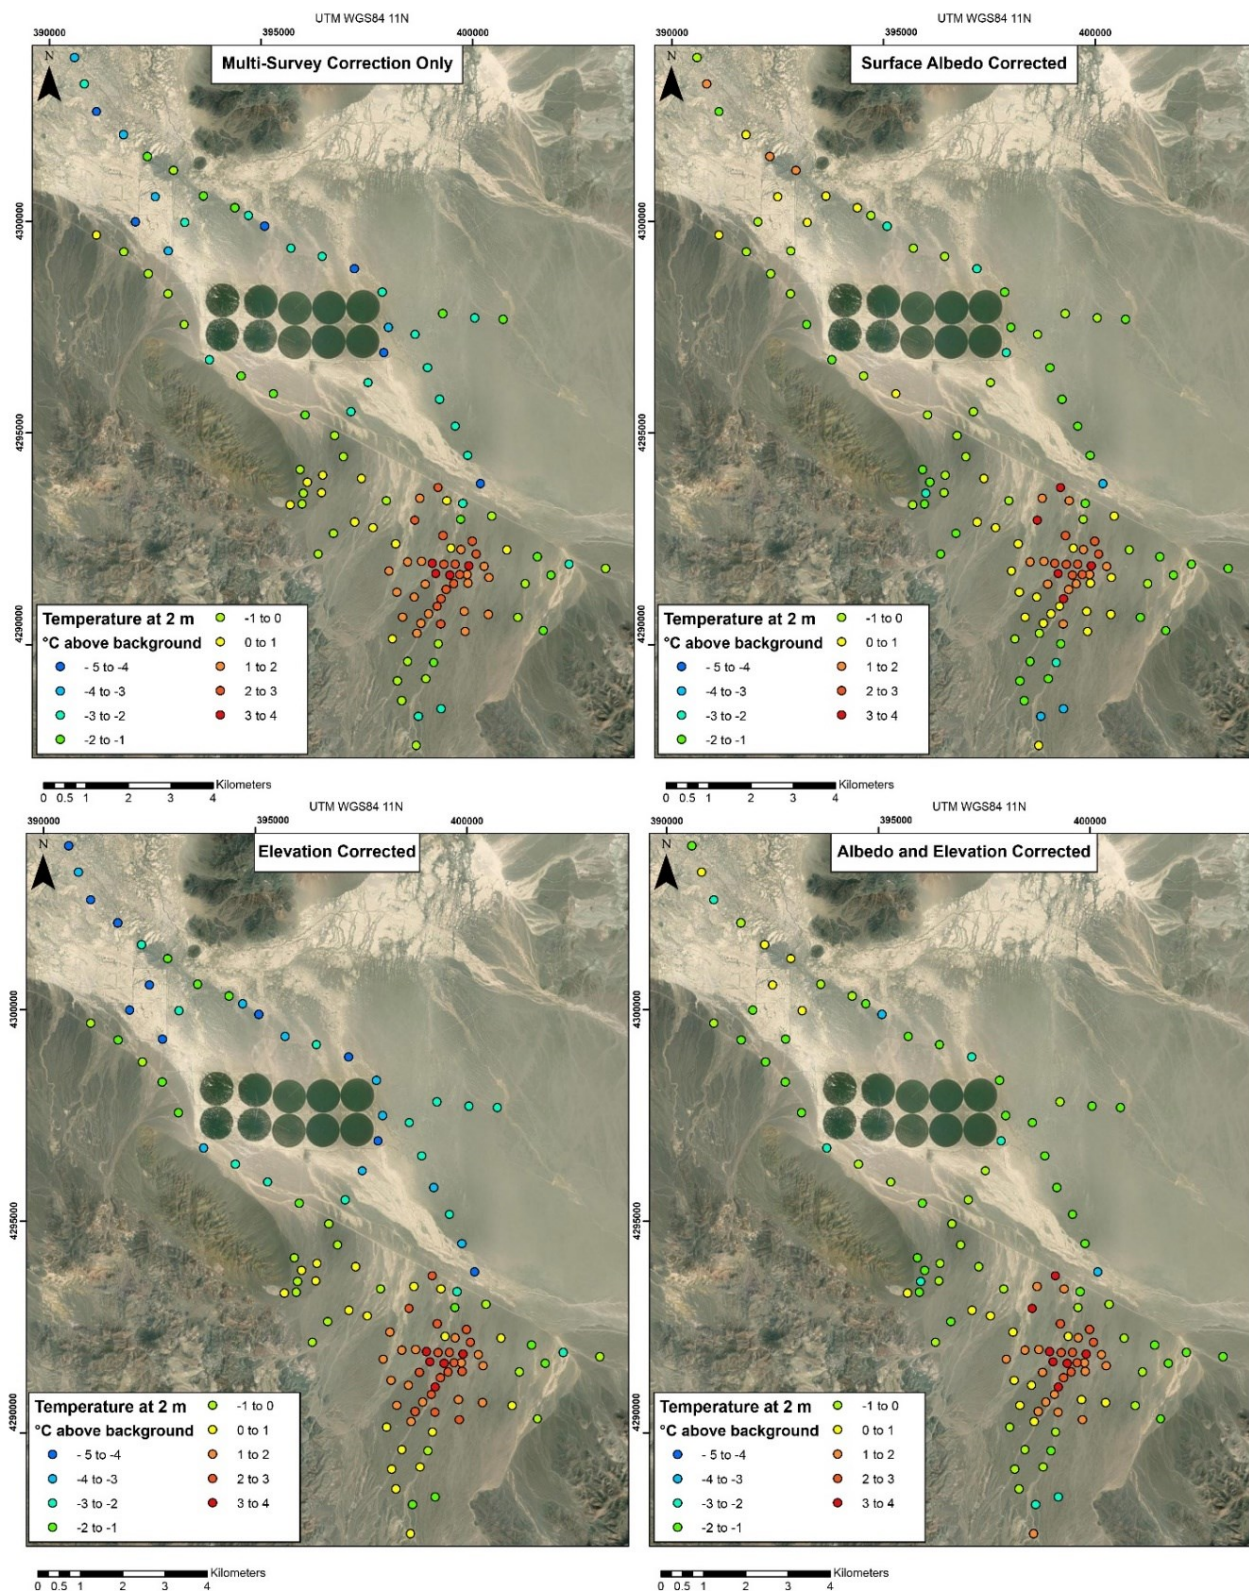 UTM WGS84 11N
390000 395000 400000
N
Multi-Survey Correction Only
4300000
4295000
4290000
Temperature at 2 m
°C above background
- 5 to -4
-4 to -3
-3 to -2
-2 to -1
-1 to 0
0 to 1
1 to 2
2 to 3
3 to 4
Kilometers
0 0.5 1 2 3 4
UTM WGS84 11N
390000 395000 400000
N
Surface Albedo Corrected
4300000
4295000
4290000
Temperature at 2 m
°C above background
- 5 to -4
-4 to -3
-3 to -2
-2 to -1
-1 to 0
0 to 1
1 to 2
2 to 3
3 to 4
Kilometers
0 0.5 1 2 3 4
UTM WGS84 11N
390000 395000 400000
N
Elevation Corrected
4300000
4295000
4290000
Temperature at 2 m
°C above background
- 5 to -4
-4 to -3
-3 to -2
-2 to -1
-1 to 0
0 to 1
1 to 2
2 to 3
3 to 4
Kilometers
0 0.5 1 2 3 4
UTM WGS84 11N
390000 395000 400000
N
Albedo and Elevation Corrected
4300000
4295000
4290000
Temperature at 2 m
°C above background
- 5 to -4
-4 to -3
-3 to -2
-2 to -1
-1 to 0
0 to 1
1 to 2
2 to 3
3 to 4
Kilometers
0 0.5 1 2 3 4